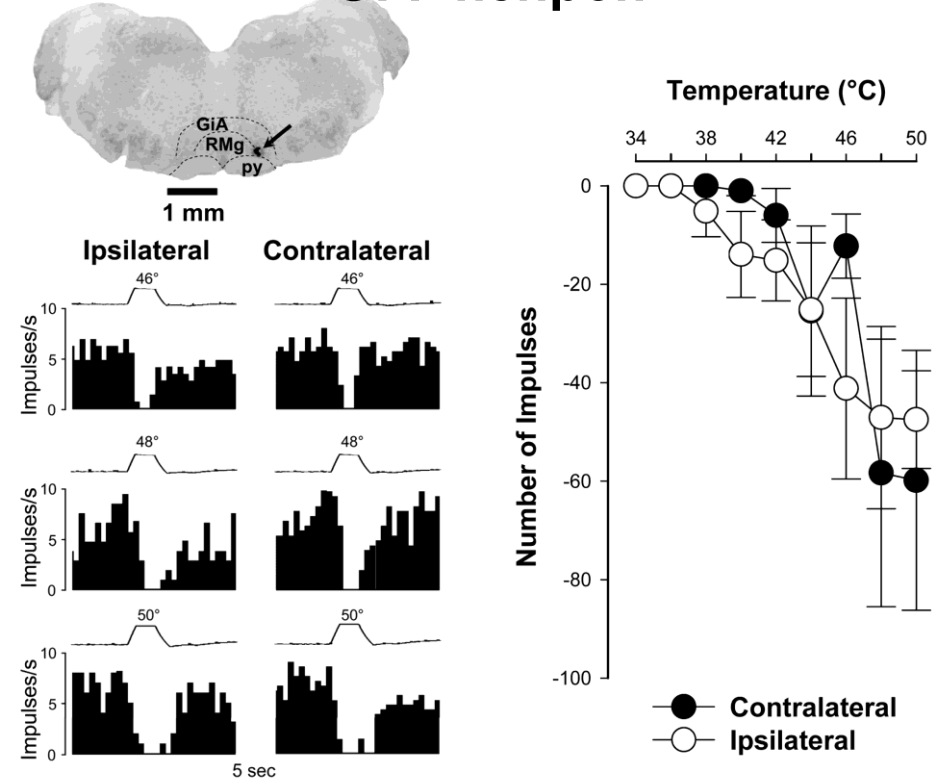 GiA
RMg
py
1 mm
Ipsilateral
Contralateral
46°
46°
10
5
0
Impulses/s
48°
48°
10
5
0
Impulses/s
50°
50°
10
5
0
Impulses/s
5 sec
Temperature (°C)
34 38 42 46 50
0
-20
-40
-60
-80
-100
Number of Impulses
Contralateral
Ipsilateral